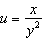 u = x/y²